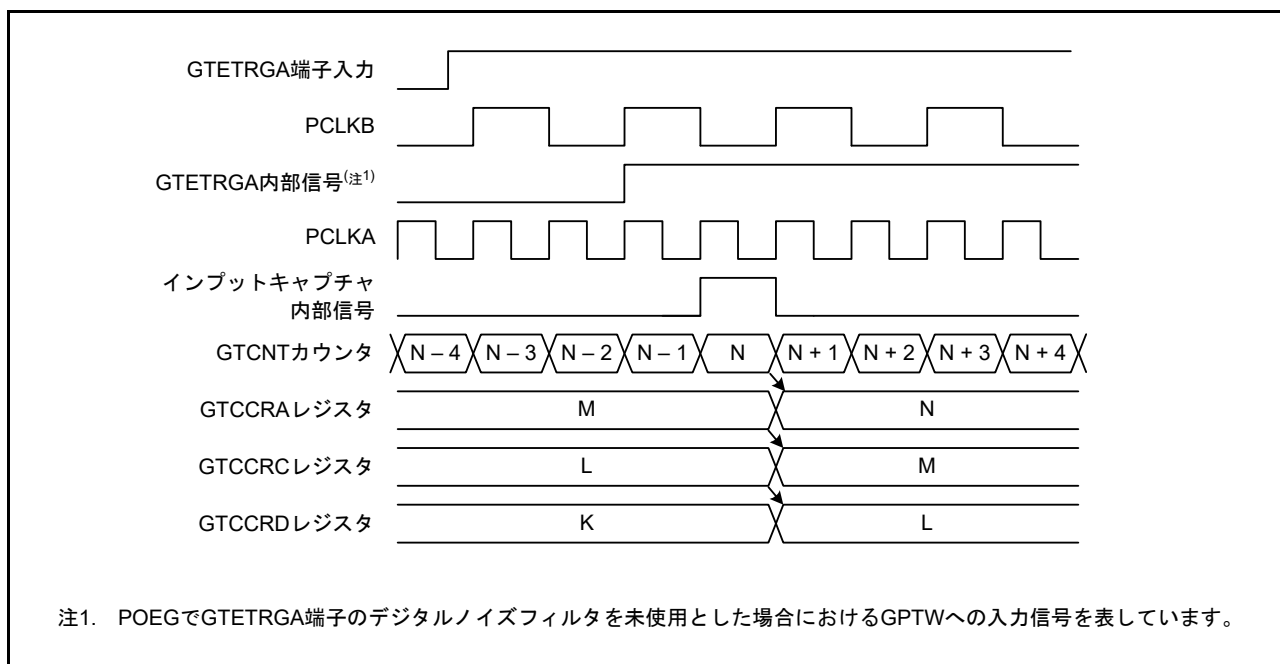 GTETRGA端子入力
PCLKB
GTETRGA内部信号(注1)
PCLKA
インプットキャプチャ
内部信号
GTCNTカウンタ N – 4 N – 3 N – 2 N – 1 N N + 1 N + 2 N + 3 N + 4
GTCCRAレジスタ M N
GTCCRCレジスタ L M
GTCCRDレジスタ K L
注1. POEGでGTETRGA端子のデジタルノイズフィルタを未使用とした場合におけるGPTWへの入力信号を表しています。